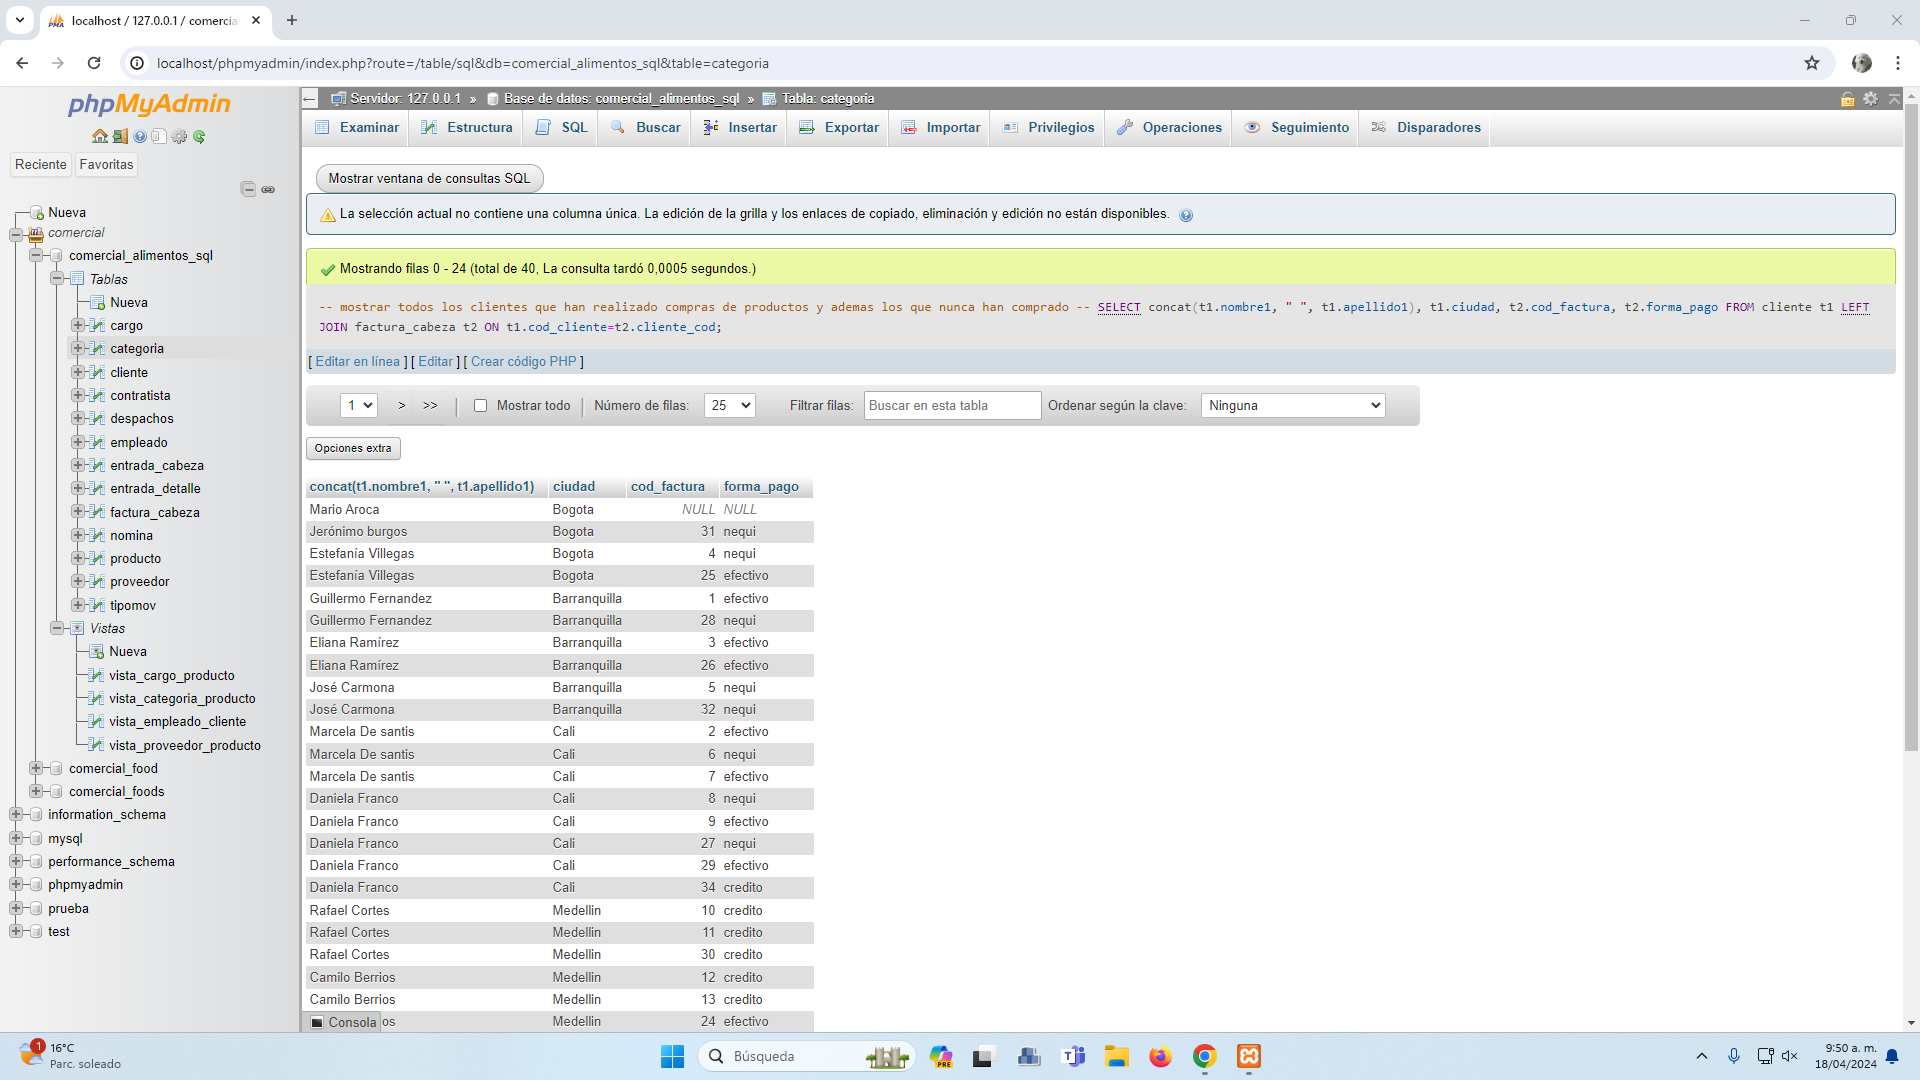 localhost / 127.0.0.1 / comercia
localhost/phpmyadmin/index.php?route=/table/sql&db=comercial_alimentos_sql&table=categoria
phpMyAdmin
Reciente
Favoritas
Nueva
comercial
comercial_alimentos_sql
Tablas
Nueva
cargo
categoria
cliente
contratista
despachos
empleado
entrada_cabeza
entrada_detalle
factura_cabeza
nomina
producto
proveedor
tipomov
Vistas
Nueva
vista_cargo_producto
vista_categoria_producto
vista_empleado_cliente
vista_proveedor_producto
comercial_food
comercial_foods
information_schema
mysql
performance_schema
phpmyadmin
prueba
test
Servidor: 127.0.0.1 » Base de datos: comercial_alimentos_sql » Tabla: categoria
Examinar Estructura SQL Buscar Insertar Exportar Importar Privilegios Operaciones Seguimiento Disparadores
Mostrar ventana de consultas SQL
La selección actual no contiene una columna única. La edición de la grilla y los enlaces de copiado, eliminación y edición no están disponibles.
Mostrando filas 0 - 24 (total de 40, La consulta tardó 0,0005 segundos.)
-- mostrar todos los clientes que han realizado compras de productos y ademas los que nunca han comprado -- SELECT concat(t1.nombre1, " ", t1.apellido1), t1.ciudad, t2.cod_factura, t2.forma_pago FROM cliente t1 LEFT
JOIN factura_cabeza t2 ON t1.cod_cliente=t2.cliente_cod;
[ Editar en línea ] [ Editar ] [ Crear código PHP ]
1 > >> Mostrar todo Número de filas: 25 Filtrar filas: Buscar en esta tabla Ordenar según la clave: Ninguna
Opciones extra
concat(t1.nombre1, " ", t1.apellido1) ciudad cod_factura forma_pago
Mario Aroca Bogota NULL NULL
Jerónimo burgos Bogota 31 nequi
Estefanía Villegas Bogota 4 nequi
Estefanía Villegas Bogota 25 efectivo
Guillermo Fernandez Barranquilla 1 efectivo
Guillermo Fernandez Barranquilla 28 nequi
Eliana Ramírez Barranquilla 3 efectivo
Eliana Ramírez Barranquilla 26 efectivo
José Carmona Barranquilla 5 nequi
José Carmona Barranquilla 32 nequi
Marcela De santis Cali 2 efectivo
Marcela De santis Cali 6 nequi
Marcela De santis Cali 7 efectivo
Daniela Franco Cali 8 nequi
Daniela Franco Cali 9 efectivo
Daniela Franco Cali 27 nequi
Daniela Franco Cali 29 efectivo
Daniela Franco Cali 34 credito
Rafael Cortes Medellin 10 credito
Rafael Cortes Medellin 11 credito
Rafael Cortes Medellin 30 credito
Camilo Berrios Medellin 12 credito
Camilo Berrios Medellin 13 credito
Consola os Medellin 24 efectivo
1
16°C
Parc. soleado
Búsqueda
PRE
9:50 a. m.
18/04/2024